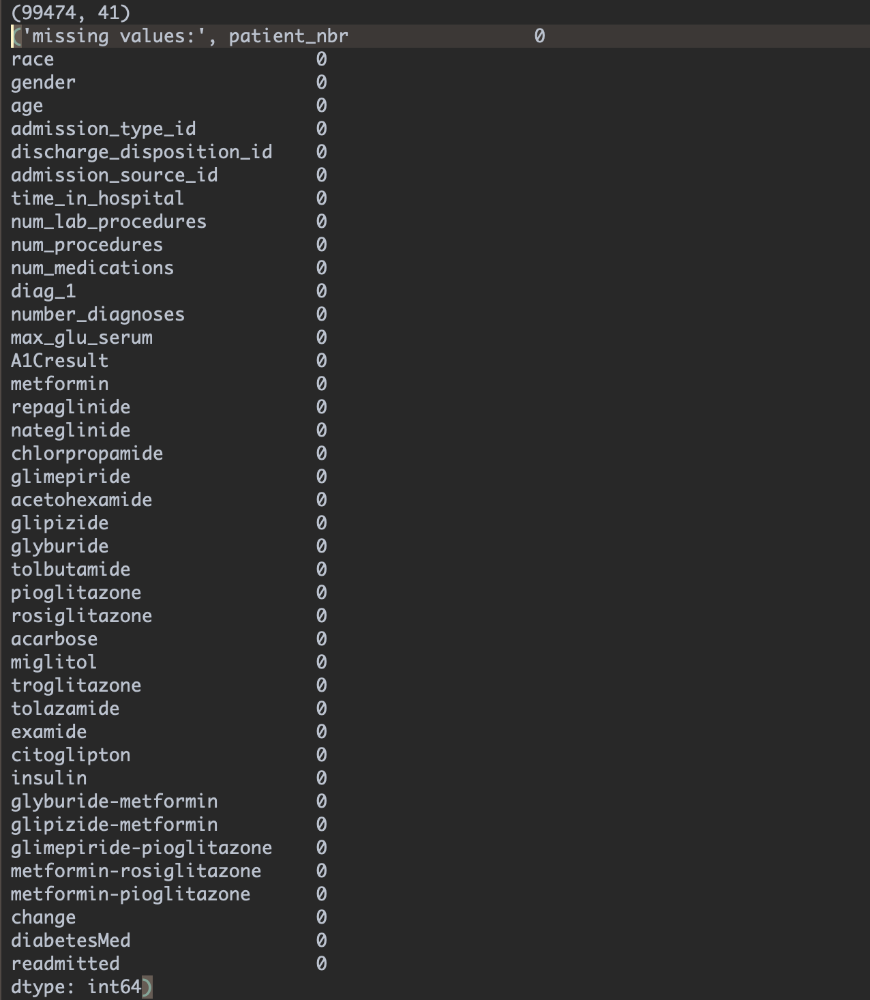 (99474, 41)
('missing values:', patient_nbr                 0
race                        0
gender                      0
age                         0
admission_type_id           0
discharge_disposition_id    0
admission_source_id         0
time_in_hospital            0
num_lab_procedures          0
num_procedures              0
num_medications             0
diag_1                      0
number_diagnoses            0
max_glu_serum               0
A1Cresult                   0
metformin                   0
repaglinide                 0
nateglinide                 0
chlorpropamide              0
glimepiride                 0
acetohexamide               0
glipizide                   0
glyburide                   0
tolbutamide                 0
pioglitazone                0
rosiglitazone               0
acarbose                    0
miglitol                    0
troglitazone                0
tolazamide                  0
examide                     0
citoglipton                 0
insulin                     0
glyburide-metformin         0
glipizide-metformin         0
glimepiride-pioglitazone    0
metformin-rosiglitazone     0
metformin-pioglitazone      0
change                      0
diabetesMed                 0
readmitted                  0
dtype: int64)